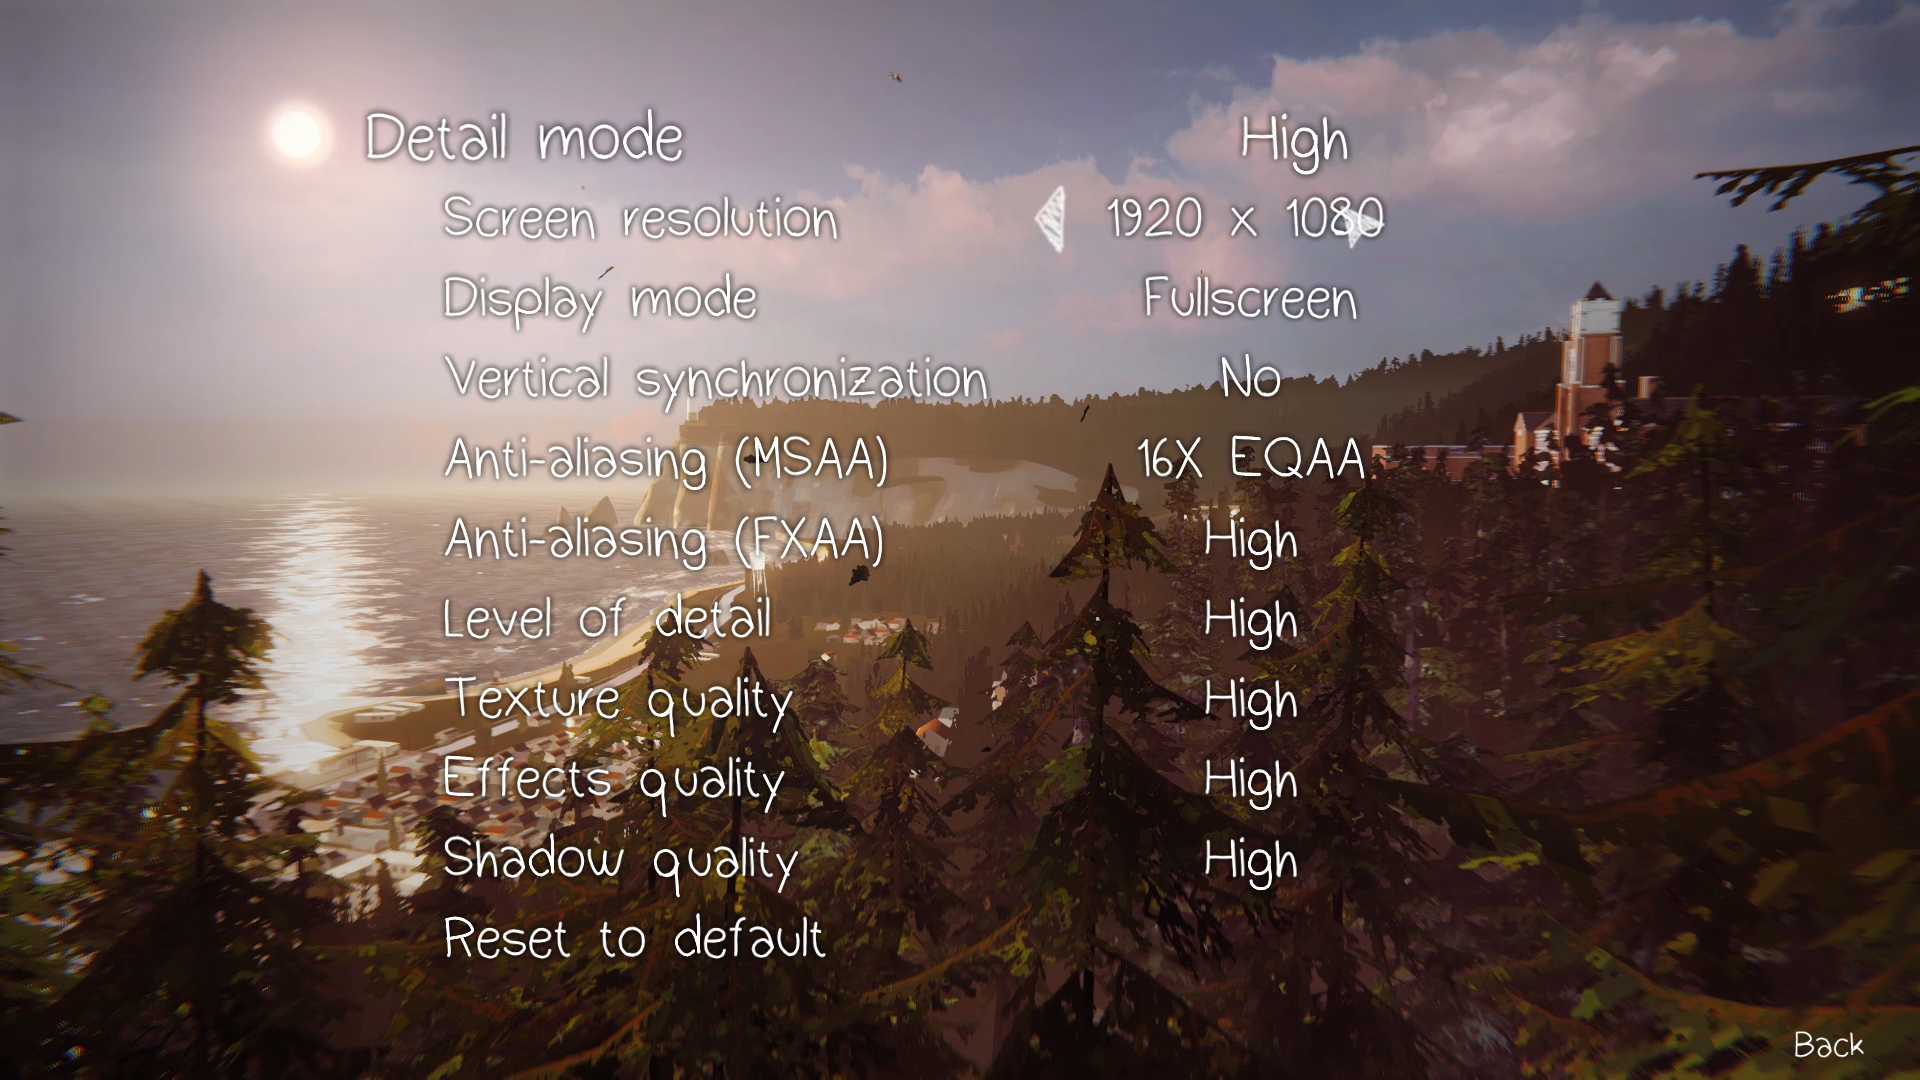 Detail mode High
Screen resolution 1920 x 1080
Display mode Fullscreen
Vertical synchronization No
Anti-aliasing (MSAA) 16X EQAA
Anti-aliasing (FXAA) High
Level of detail High
Texture quality High
Effects quality High
Shadow quality High
Reset to default
Back